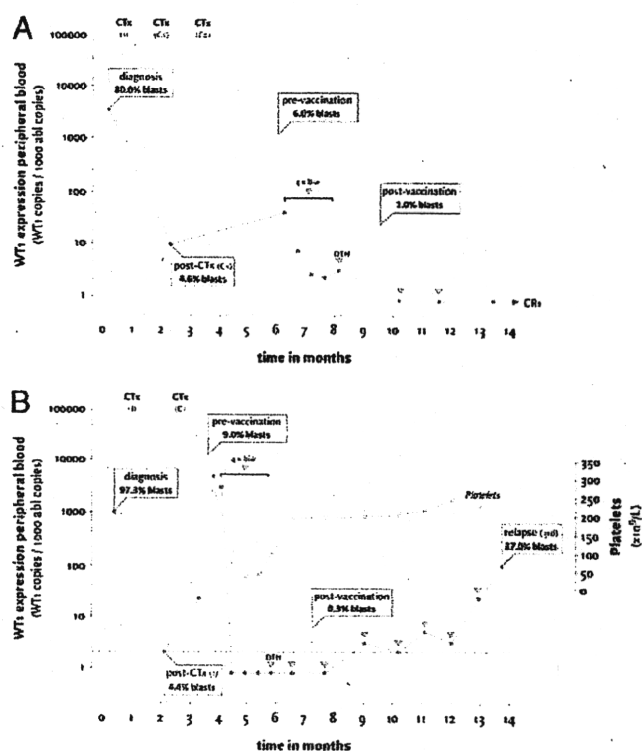 A
CTx CTx CTx
(I)
100000
10000
1000
100
10
1
WT1 expression peripheral blood
(WT1 copies / 1000 abl copies)
diagnosis
80.0% blasts
pre-vaccination
6.0% blasts
post-vaccination
post-CTx
4.6% blasts
DTH
CR1
0 1 2 3 4 5 6 7 8 9 10 11 12 13 14
time in months
B
CTx CTx
(I) (C)
100000
10000
1000
100
10
1
WT1 expression peripheral blood
(WT1 copies / 1000 abl copies)
diagnosis
97.3% blasts
pre-vaccination
9.0% blasts
Platelets
350
300
250
200
150
100
50
0
Platelets
(x10⁹/L)
relapse
post-vaccination
0.3% blasts
DTH
post-CTx
4.4% blasts
0 1 2 3 4 5 6 7 8 9 10 11 12 13 14
time in months